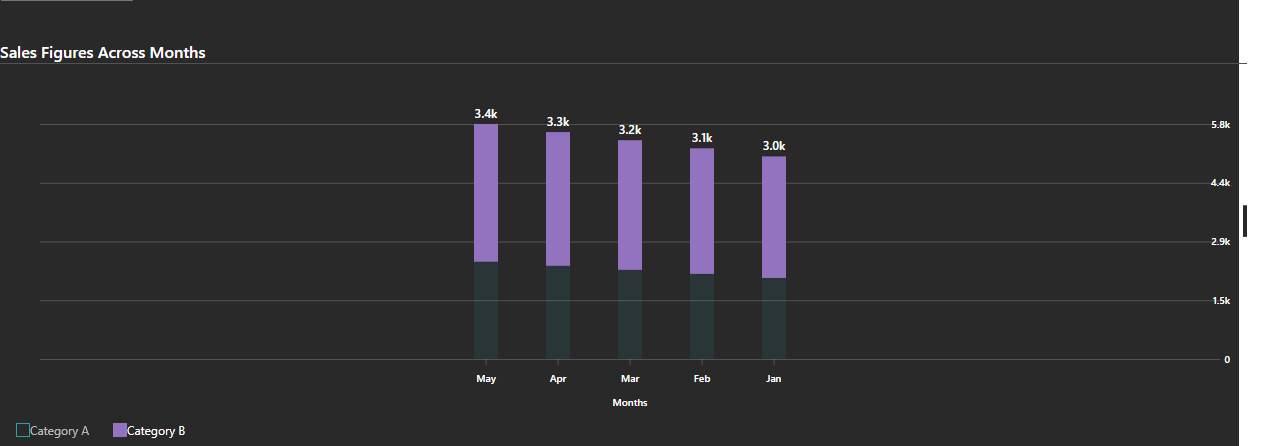 Sales Figures Across Months
3.4k
3.3k
3.2k
3.1k
3.0k
5.8k
4.4k
2.9k
1.5k
0
May Apr Mar Feb Jan
Months
Category A Category B